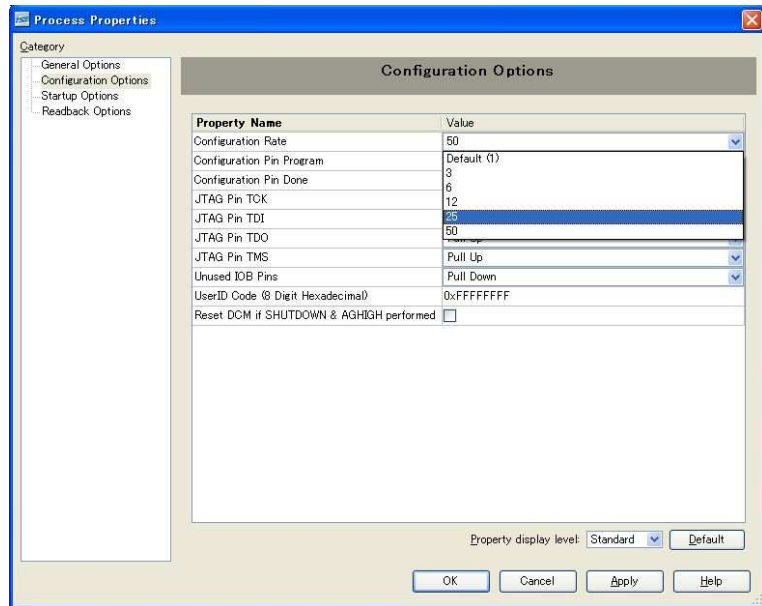 Process Properties
Category
General Options
Configuration Options
Startup Options
Readback Options
Configuration Options
Property Name Value
Configuration Rate 50
Configuration Pin Program Default (1)
3
Configuration Pin Done 6
JTAG Pin TCK 12
JTAG Pin TDI 25
JTAG Pin TDO 50
JTAG Pin TMS Pull Up
Unused IOB Pins Pull Down
UserID Code (8 Digit Hexadecimal) 0xFFFFFFFF
Reset DCM if SHUTDOWN & AGHIGH performed
Property display level: Standard Default
OK Cancel Apply Help